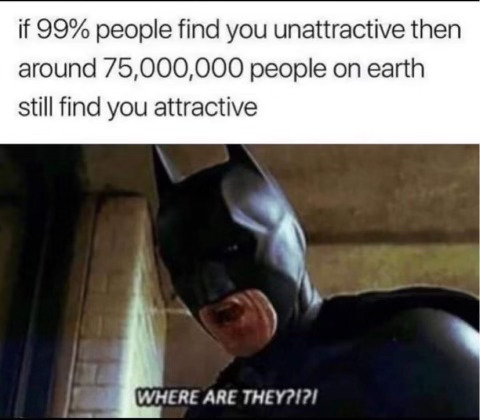 if 99% people find you unattractive then
around 75,000,000 people on earth
still find you attractive
WHERE ARE THEY?!?!